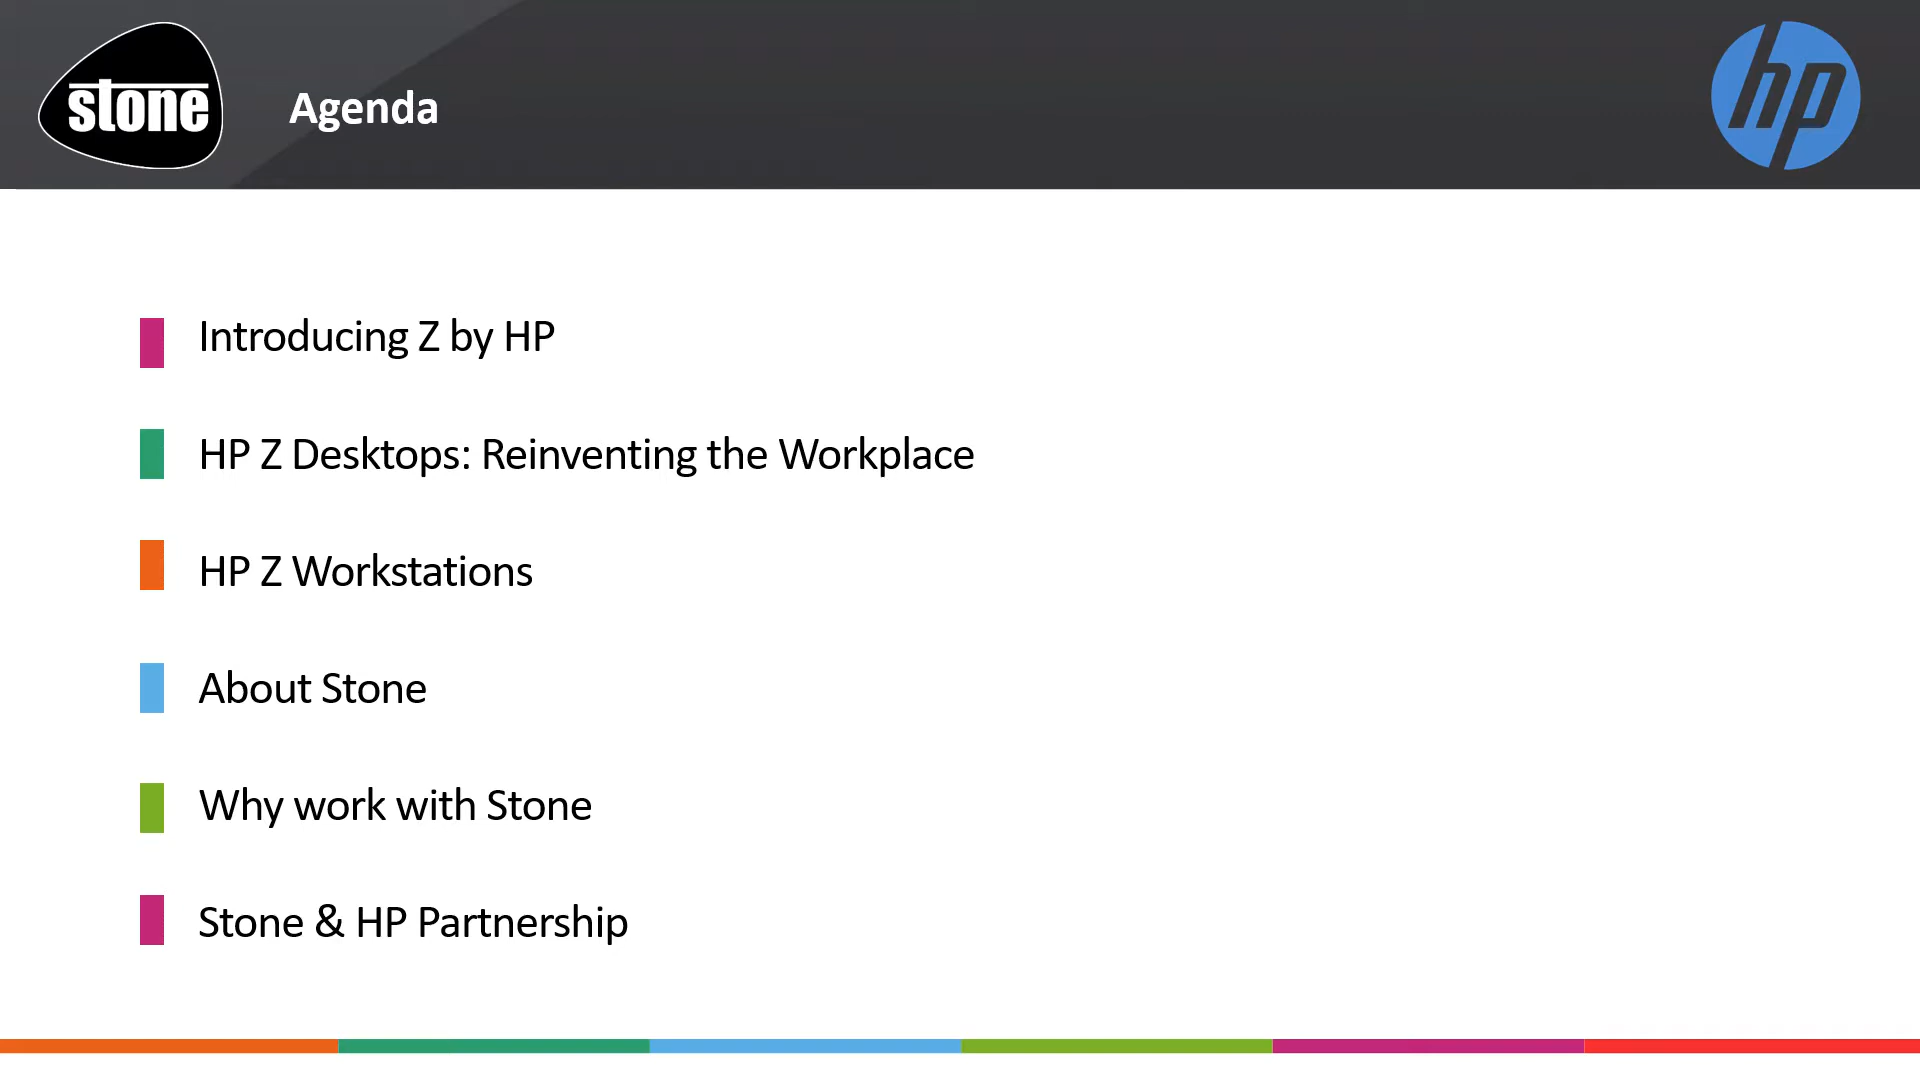 stone
Agenda
hp
Introducing Z by HP
HP Z Desktops: Reinventing the Workplace
HP Z Workstations
About Stone
Why work with Stone
Stone & HP Partnership